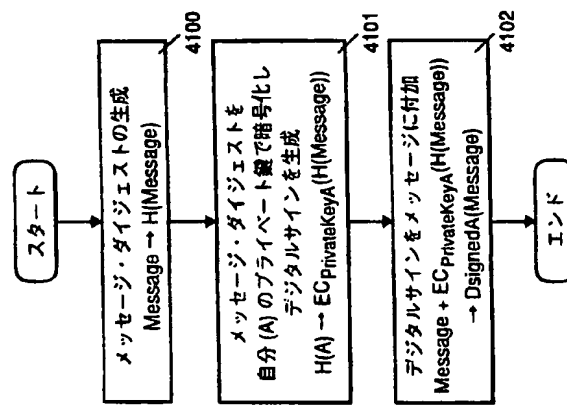 スタート
メッセージ・ダイジェストの生成
Message → H(Message)
4100
メッセージ・ダイジェストを
自分(A)のプライベート鍵で暗号化し
デジタルサインを生成
H(A) → ECPrivateKeyA(H(Message))
4101
デジタルサインをメッセージに付加
Message + ECPrivateKeyA(H(Message))
→ DsignedA(Message)
4102
エンド